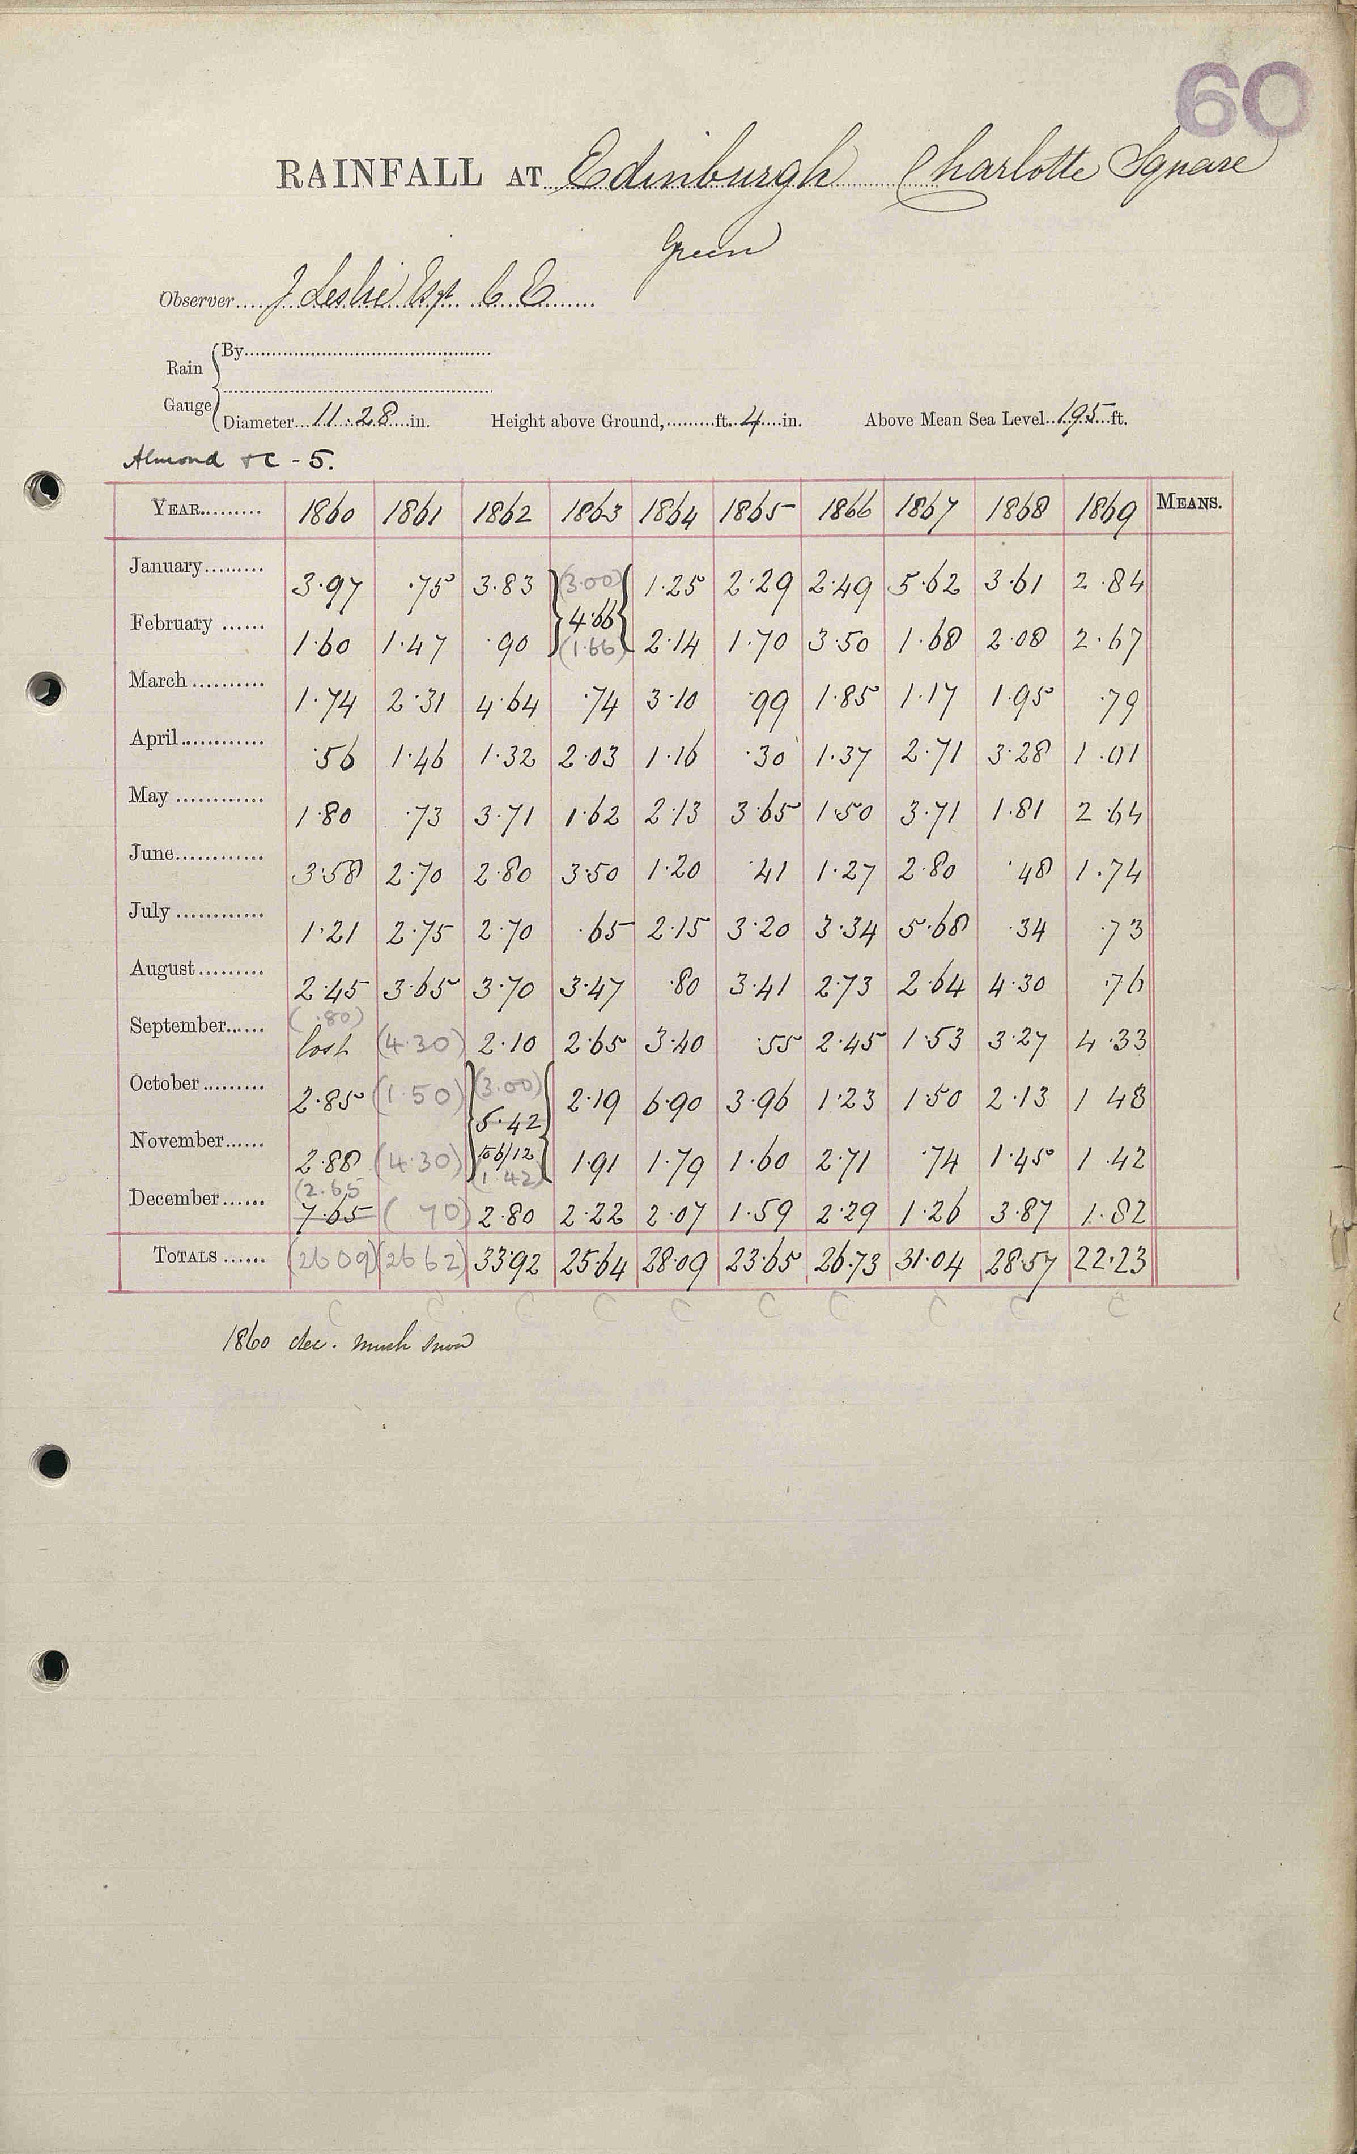 60
RAINFALL AT Edinburgh Charlotte Square
Green
Observer.... J Leslie Esqr C E
Rain Gauge { By
Diameter 11.28 in. Height above Ground, ft. 4 in. Above Mean Sea Level 195 ft.
Almond &c - 5.
YEAR 1860 1861 1862 1863 1864 1865 1866 1867 1868 1869 MEANS.
January 3.97 .75 3.83 (3.00) 1.25 2.29 2.49 5.62 3.61 2.84
4.66
February 1.60 1.47 .90 (1.66) 2.14 1.70 3.50 1.68 2.08 2.67
March 1.74 2.31 4.64 .74 3.10 .99 1.85 1.17 1.95 .79
April .56 1.46 1.32 2.03 1.16 .30 1.37 2.71 3.28 1.01
May 1.80 .73 3.71 1.62 2.13 3.65 1.50 3.71 1.81 2.64
June 3.58 2.70 2.80 3.50 1.20 .41 1.27 2.80 .48 1.74
July 1.21 2.75 2.70 .65 2.15 3.20 3.34 5.68 .34 .73
August 2.45 3.65 3.70 3.47 .80 3.41 2.73 2.64 4.30 .76
(.80)
September lost (4.30) 2.10 2.65 3.40 .55 2.45 1.53 3.27 4.33
October 2.85 (1.50) (3.00) 2.19 6.90 3.96 1.23 1.50 2.13 1 48
5.42
November 2.88 (4.30) to 6/12 1.91 1.79 1.60 2.71 .74 1.45 1.42
(2.65 (1.42)
December 7.65 ( 70) 2.80 2.22 2.07 1.59 2.29 1.26 3.87 1.82
TOTALS (26 09) (26 62) 33.92 25.64 28.09 23.65 26.73 31.04 28.57 22.23
C C C C C C C C C C
1860 dec. much snow